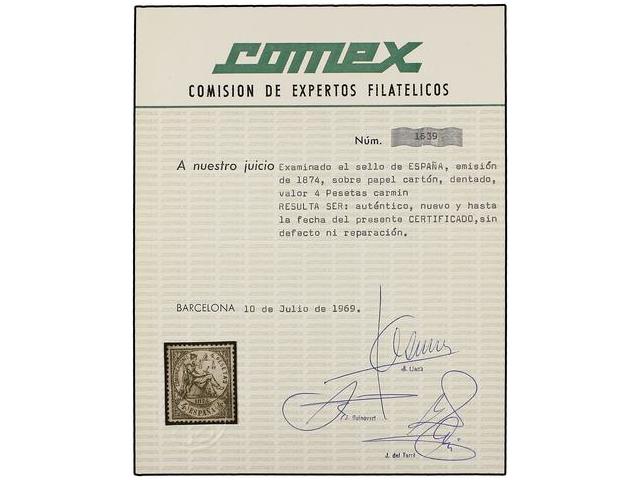 comex
COMISION DE EXPERTOS FILATELICOS
Núm. 1639
A nuestro juicio Examinado el sello de ESPAÑA, emisión
de 1874, sobre papel cartón, dentado,
valor 4 Pesetas carmin
RESULTA SER: auténtico, nuevo y hasta
la fecha del presente CERTIFICADO,sin
defecto ni reparación.
BARCELONA 10 de Julio de 1969.
1874
ESPAÑA
J. del Turró